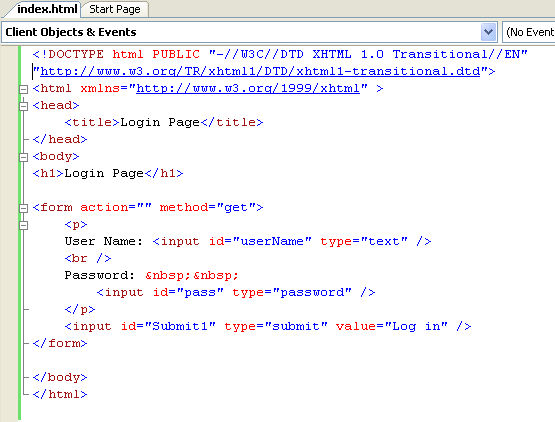 index.html Start Page
Client Objects & Events (No Event
<!DOCTYPE html PUBLIC "-//W3C//DTD XHTML 1.0 Transitional//EN"
"http://www.w3.org/TR/xhtml1/DTD/xhtml1-transitional.dtd">
<html xmlns="http://www.w3.org/1999/xhtml" >
<head>
    <title>Login Page</title>
</head>
<body>
<h1>Login Page</h1>

<form action="" method="get">
    <p>
    User Name: <input id="userName" type="text" />
    <br />
    Password: &nbsp;&nbsp;
        <input id="pass" type="password" />
    </p>
    <input id="Submit1" type="submit" value="Log in" />
</form>

</body>
</html>